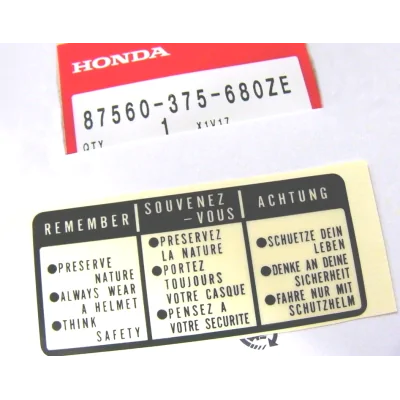 HONDA
87560-375-680ZE
QTY 1 X1V17
REMEMBER
PRESERVE
NATURE
ALWAYS WEAR
A HELMET
THINK
SAFETY
SOUVENEZ
-VOUS
PRESERVEZ
LA NATURE
PORTEZ
TOUJOURS
VOTRE CASQUE
PENSEZ A
VOTRE SECURITE
ACHTUNG
SCHUETZE DEIN
LEBEN
DENKE AN DEINE
SICHERHEIT
FAHRE NUR MIT
SCHUTZHELM